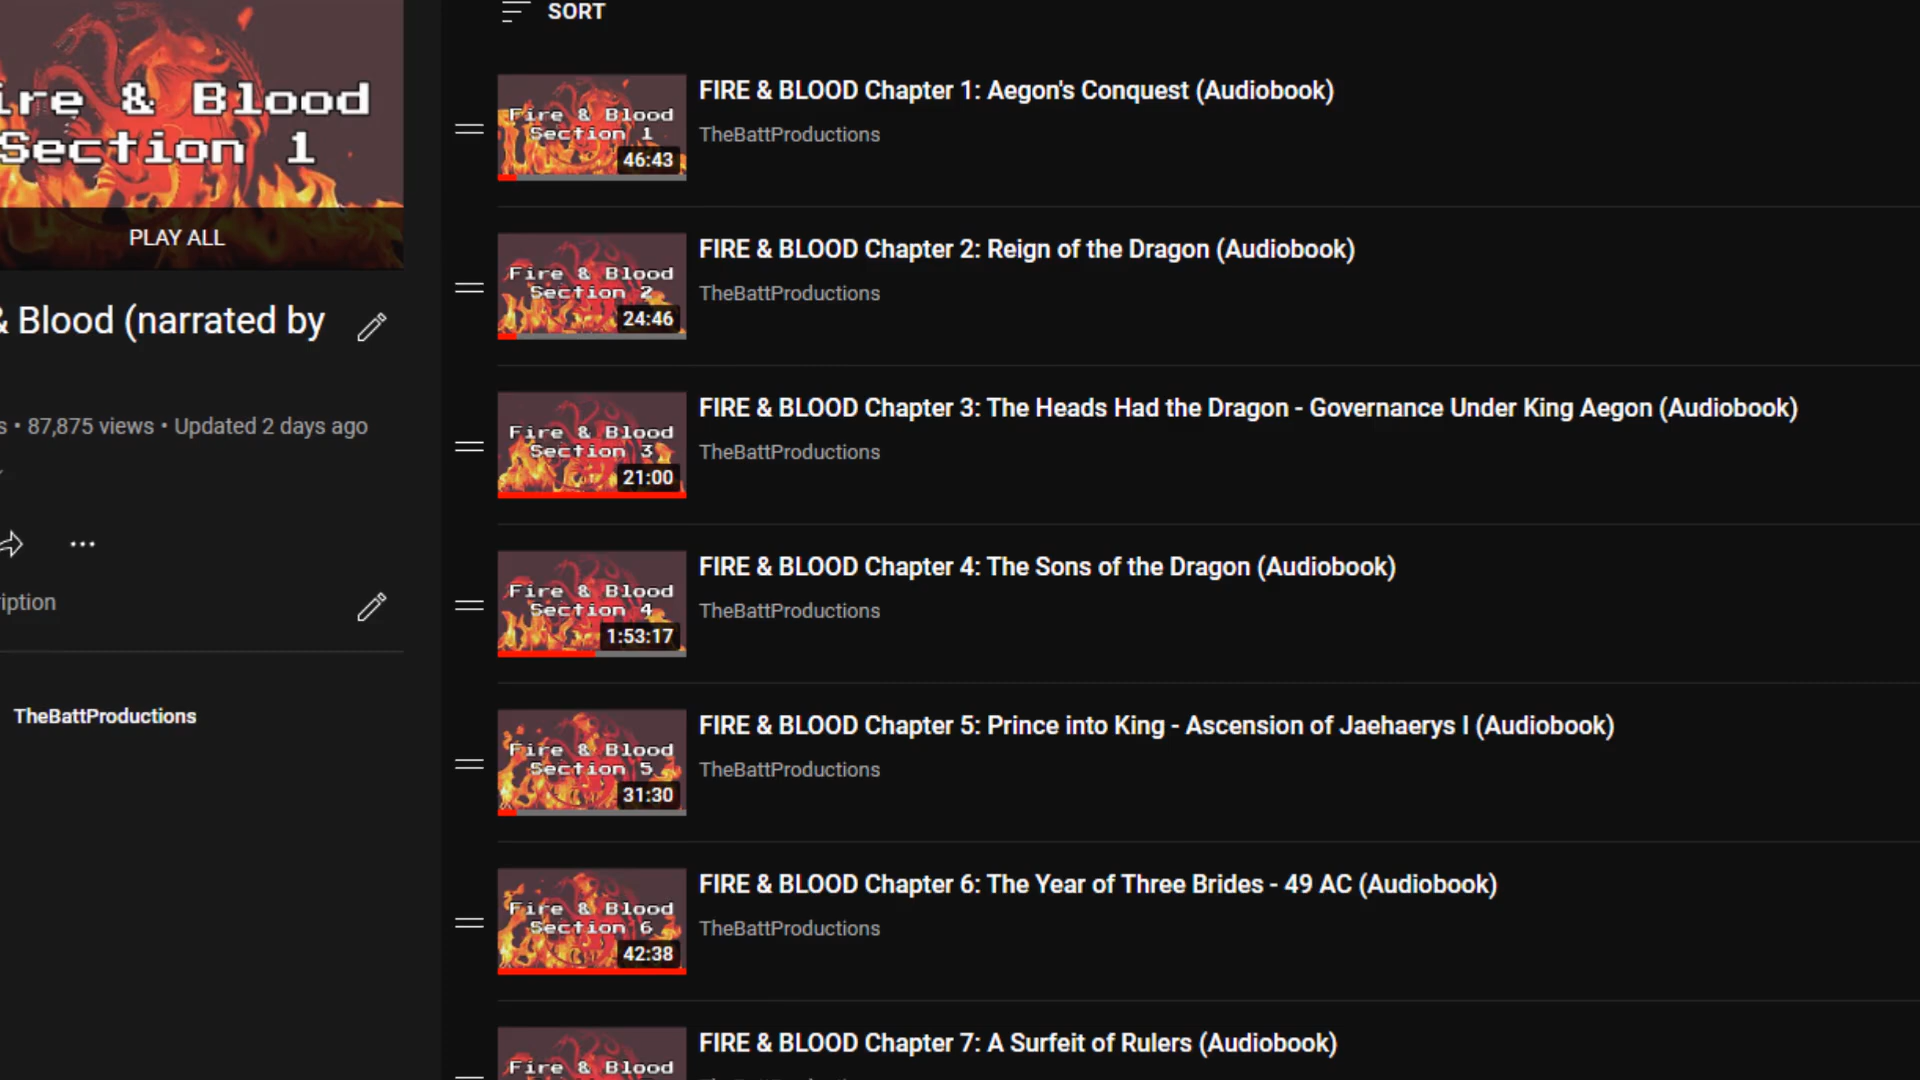 SORT
ire & Blood
Section 1
PLAY ALL
& Blood (narrated by
s • 87,875 views • Updated 2 days ago
iption
TheBattProductions
Fire & Blood
Section 1
46:43
FIRE & BLOOD Chapter 1: Aegon's Conquest (Audiobook)
TheBattProductions
Fire & Blood
Section 2
24:46
FIRE & BLOOD Chapter 2: Reign of the Dragon (Audiobook)
TheBattProductions
Fire & Blood
Section 3
21:00
FIRE & BLOOD Chapter 3: The Heads Had the Dragon - Governance Under King Aegon (Audiobook)
TheBattProductions
Fire & Blood
Section 4
1:53:17
FIRE & BLOOD Chapter 4: The Sons of the Dragon (Audiobook)
TheBattProductions
Fire & Blood
Section 5
31:30
FIRE & BLOOD Chapter 5: Prince into King - Ascension of Jaehaerys I (Audiobook)
TheBattProductions
Fire & Blood
Section 6
42:38
FIRE & BLOOD Chapter 6: The Year of Three Brides - 49 AC (Audiobook)
TheBattProductions
Fire & Blood
FIRE & BLOOD Chapter 7: A Surfeit of Rulers (Audiobook)